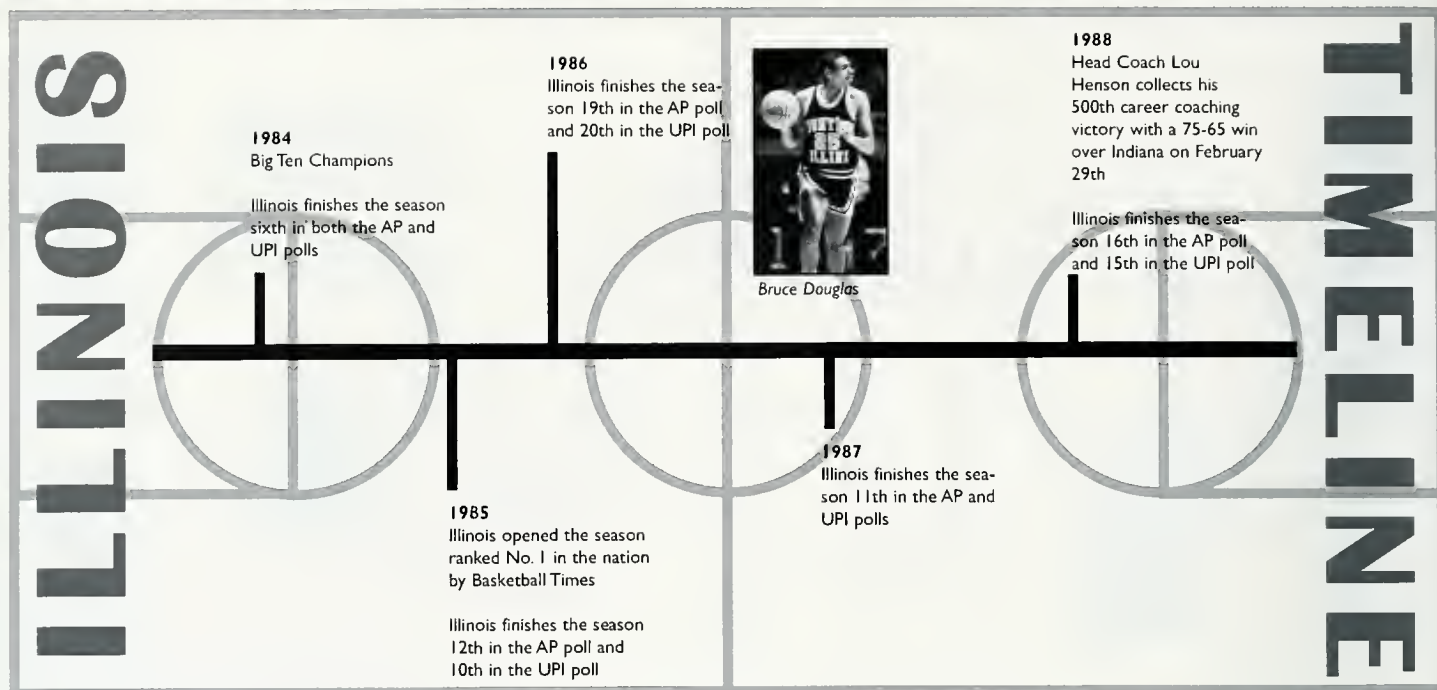 ILLINOIS
1984
Big Ten Champions
Illinois finishes the season
sixth in both the AP and
UPI polls
1985
Illinois opened the season
ranked No. 1 in the nation
by Basketball Times
Illinois finishes the season
12th in the AP poll and
10th in the UPI poll
1986
Illinois finishes the sea-
son 19th in the AP poll
and 20th in the UPI poll
25
ILLINI
Bruce Douglas
1987
Illinois finishes the sea-
son 11th in the AP and
UPI polls
1988
Head Coach Lou
Henson collects his
500th career coaching
victory with a 75-65 win
over Indiana on February
29th
Illinois finishes the sea-
son 16th in the AP poll
and 15th in the UPI poll
TIMELINE